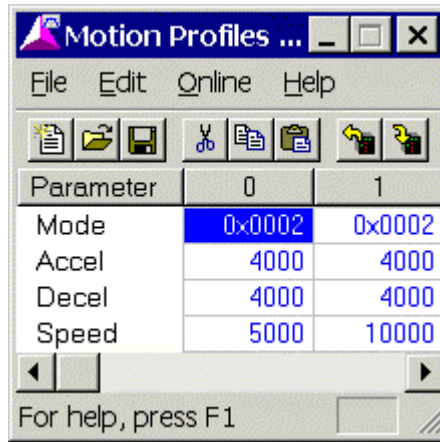 Motion Profiles ...
File Edit Online Help
Parameter 0 1
Mode 0x0002 0x0002
Accel 4000 4000
Decel 4000 4000
Speed 5000 10000
For help, press F1